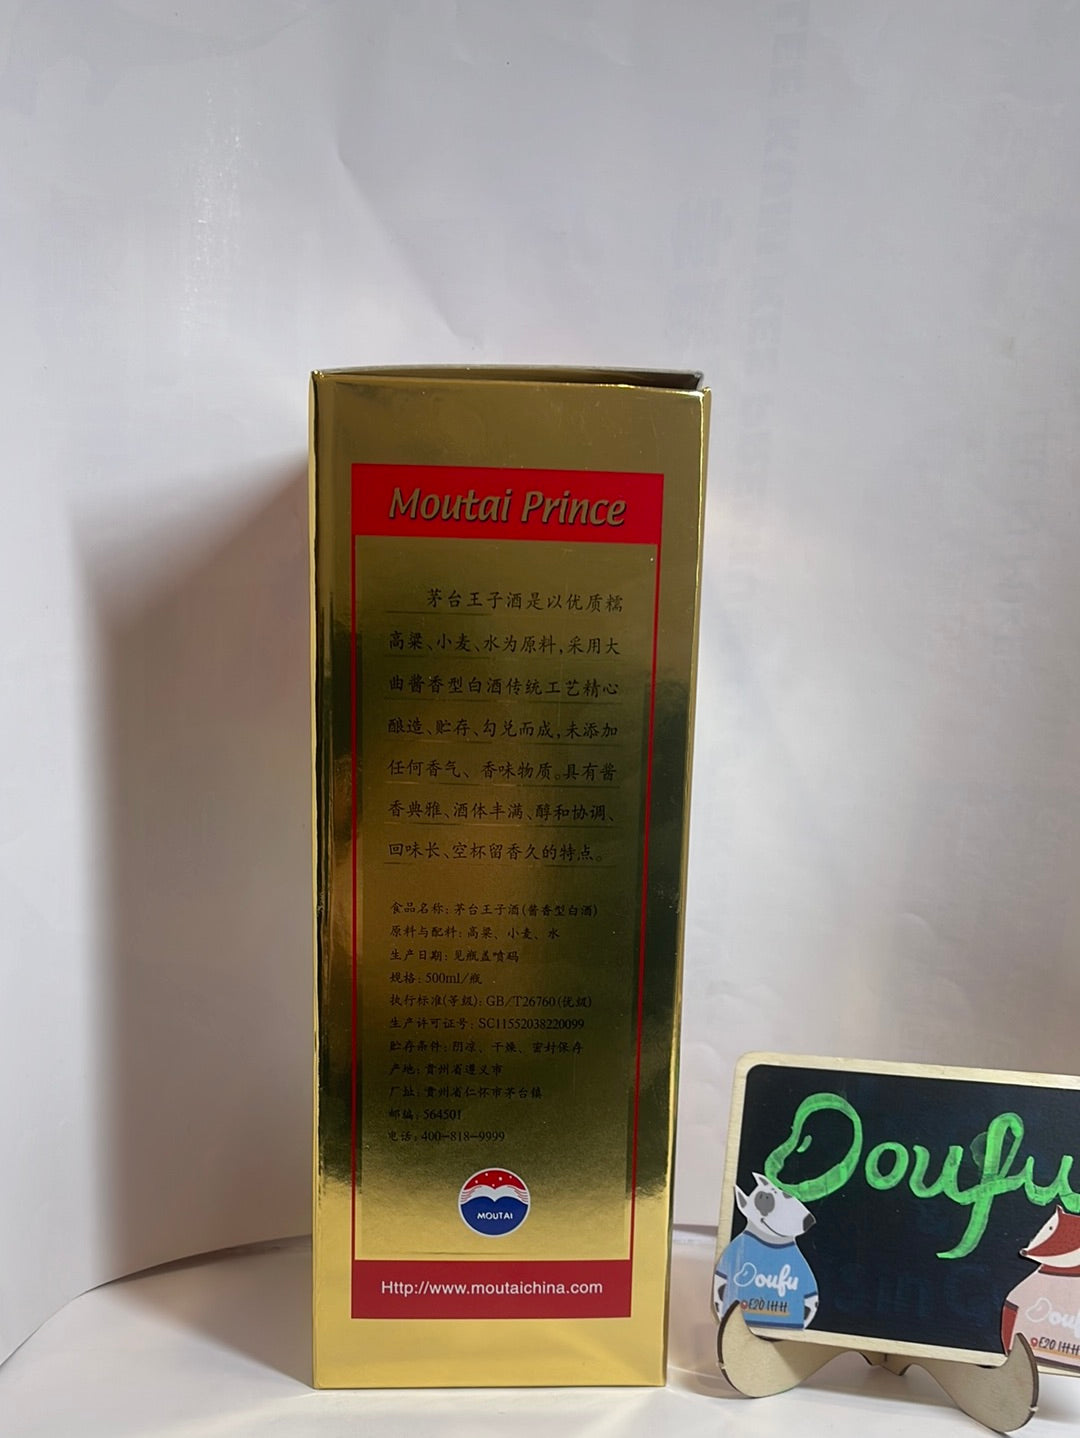 Moutai Prince
茅台王子酒是以优质糯
高粱、小麦、水为原料,采用大
曲酱香型白酒传统工艺精心
酿造、贮存、勾兑而成,未添加
任何香气、香味物质。具有酱
香典雅、酒体丰满、醇和协调、
回味长、空杯留香久的特点。
食品名称: 茅台王子酒(酱香型白酒)
原料与配料: 高粱、小麦、水
生产日期: 见瓶盖喷码
规格: 500ml/瓶
执行标准(等级): GB/T26760(优级)
生产许可证号: SC11552038220099
贮存条件: 阴凉、干燥、密封保存
产地: 贵州省遵义市
厂址: 贵州省仁怀市茅台镇
邮编: 564501
电话: 400-818-9999
MOUTAI
Http://www.moutaichina.com
Doufu
Doufu
E20 1HH
Douf
E20 1HH